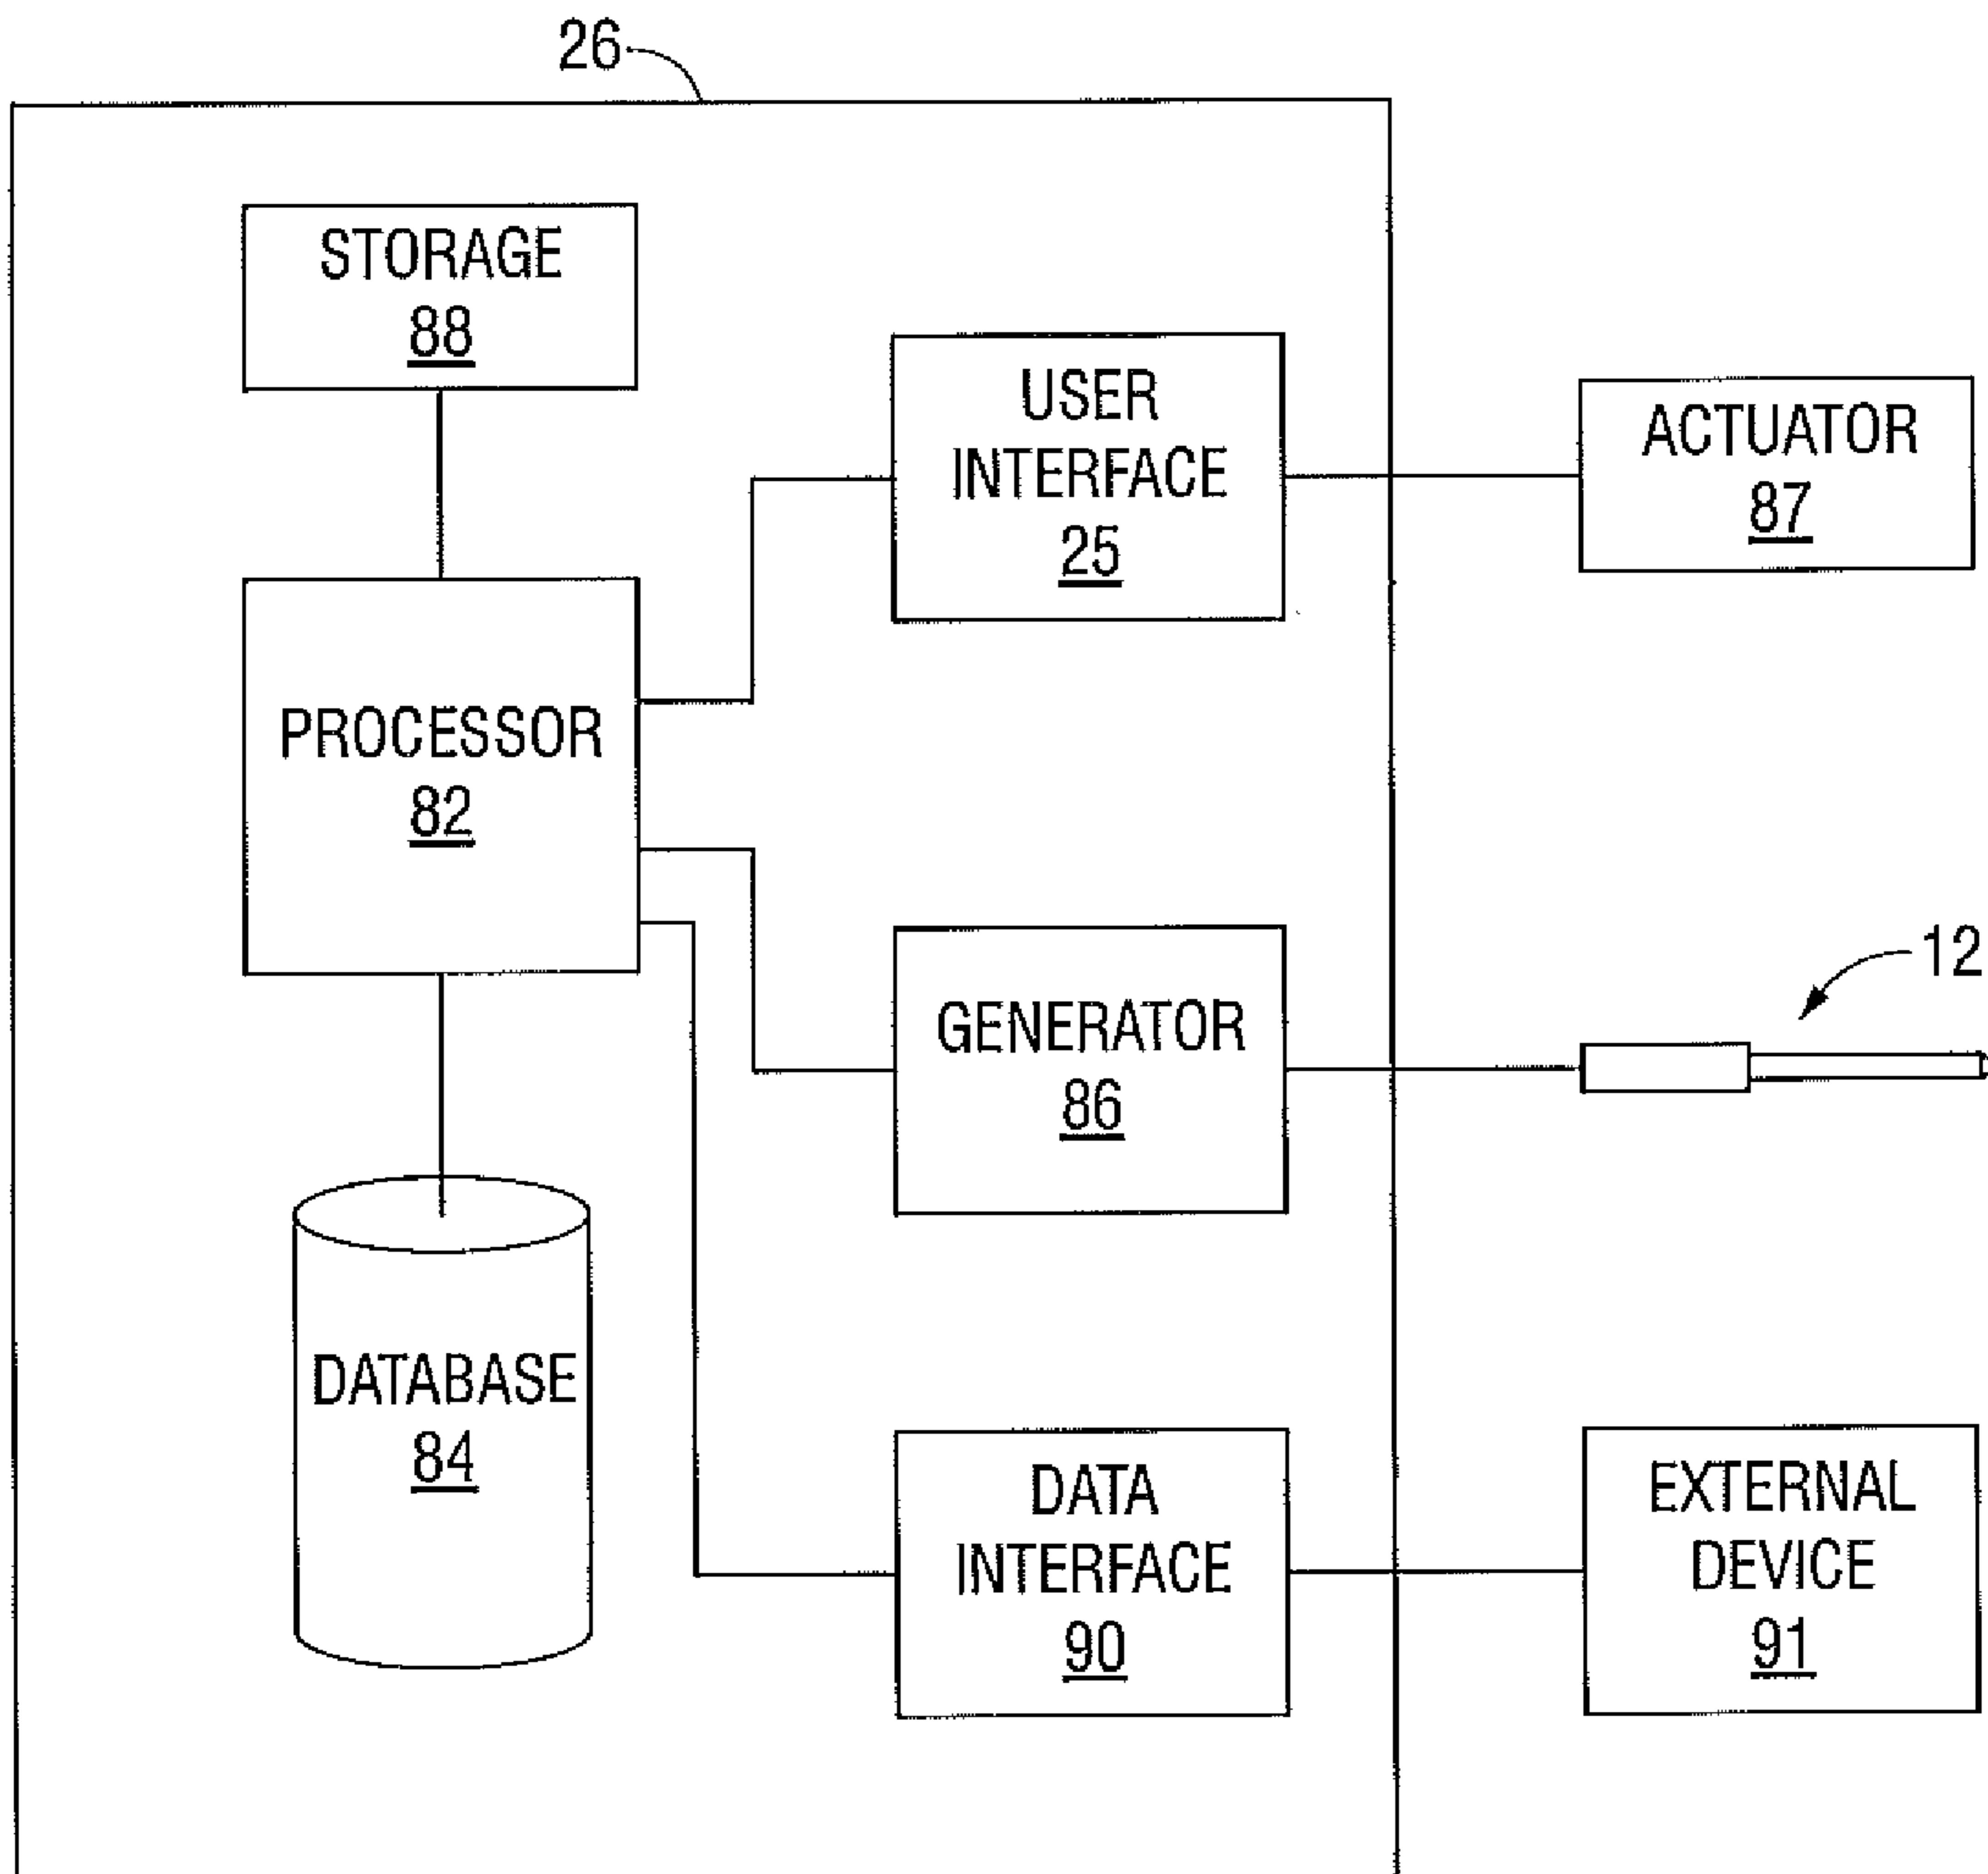 26
STORAGE
88
USER
INTERFACE
25
ACTUATOR
87
PROCESSOR
82
GENERATOR
86
12
DATABASE
84
DATA
INTERFACE
90
EXTERNAL
DEVICE
91